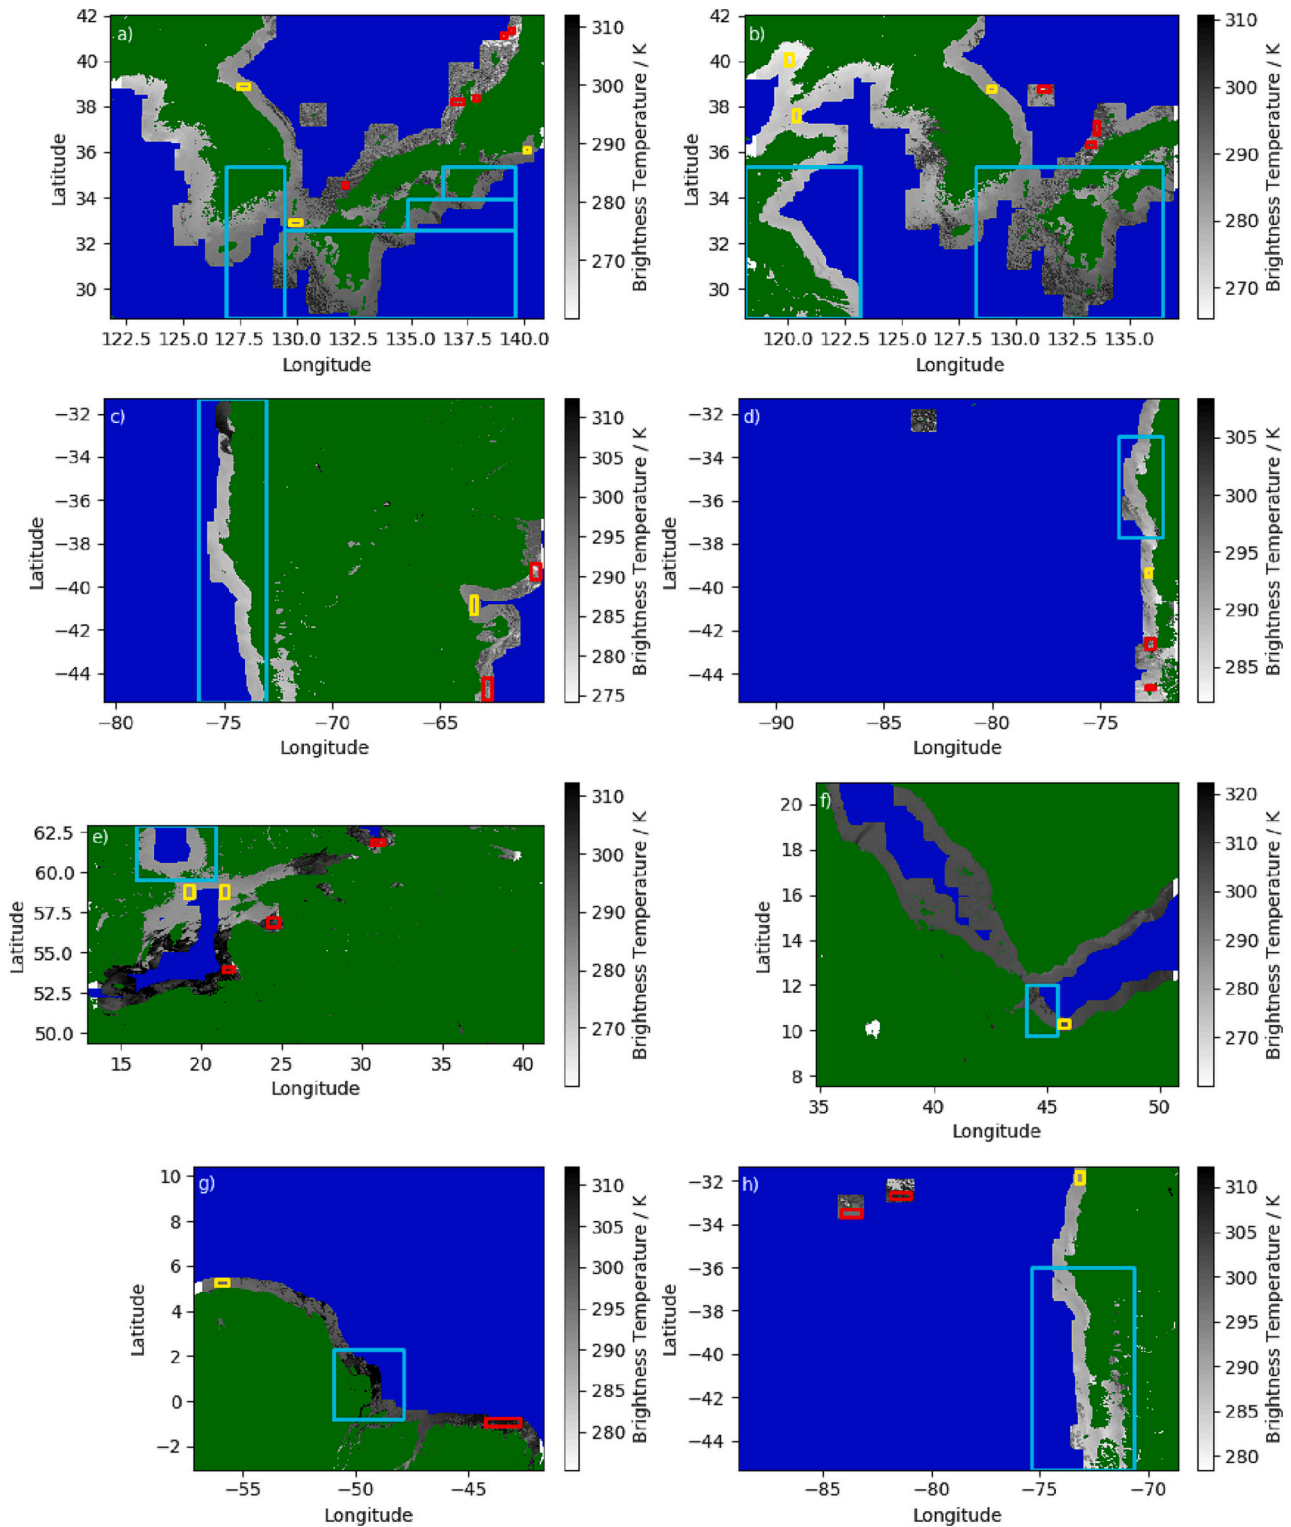 a)
42
40
38
36
34
32
30
Latitude
122.5 125.0 127.5 130.0 132.5 135.0 137.5 140.0
Longitude
310
300
290
280
270
Brightness Temperature / K
b)
42
40
38
36
34
32
30
Latitude
120.0 122.5 125.0 127.5 130.0 132.5 135.0
Longitude
310
300
290
280
270
Brightness Temperature / K
c)
−32
−34
−36
−38
−40
−42
−44
Latitude
−80 −75 −70 −65
Longitude
310
305
300
295
290
285
280
275
Brightness Temperature / K
d)
−32
−34
−36
−38
−40
−42
−44
Latitude
−90 −85 −80 −75
Longitude
305
300
295
290
285
Brightness Temperature / K
e)
62.5
60.0
57.5
55.0
52.5
50.0
Latitude
15 20 25 30 35 40
Longitude
310
300
290
280
270
Brightness Temperature / K
f)
20
18
16
14
12
10
8
Latitude
35 40 45 50
Longitude
320
310
300
290
280
270
Brightness Temperature / K
g)
10
8
6
4
2
0
−2
Latitude
−55 −50 −45
Longitude
310
305
300
295
290
285
280
Brightness Temperature / K
h)
−32
−34
−36
−38
−40
−42
−44
Latitude
−85 −80 −75 −70
Longitude
310
305
300
295
290
285
280
Brightness Temperature / K